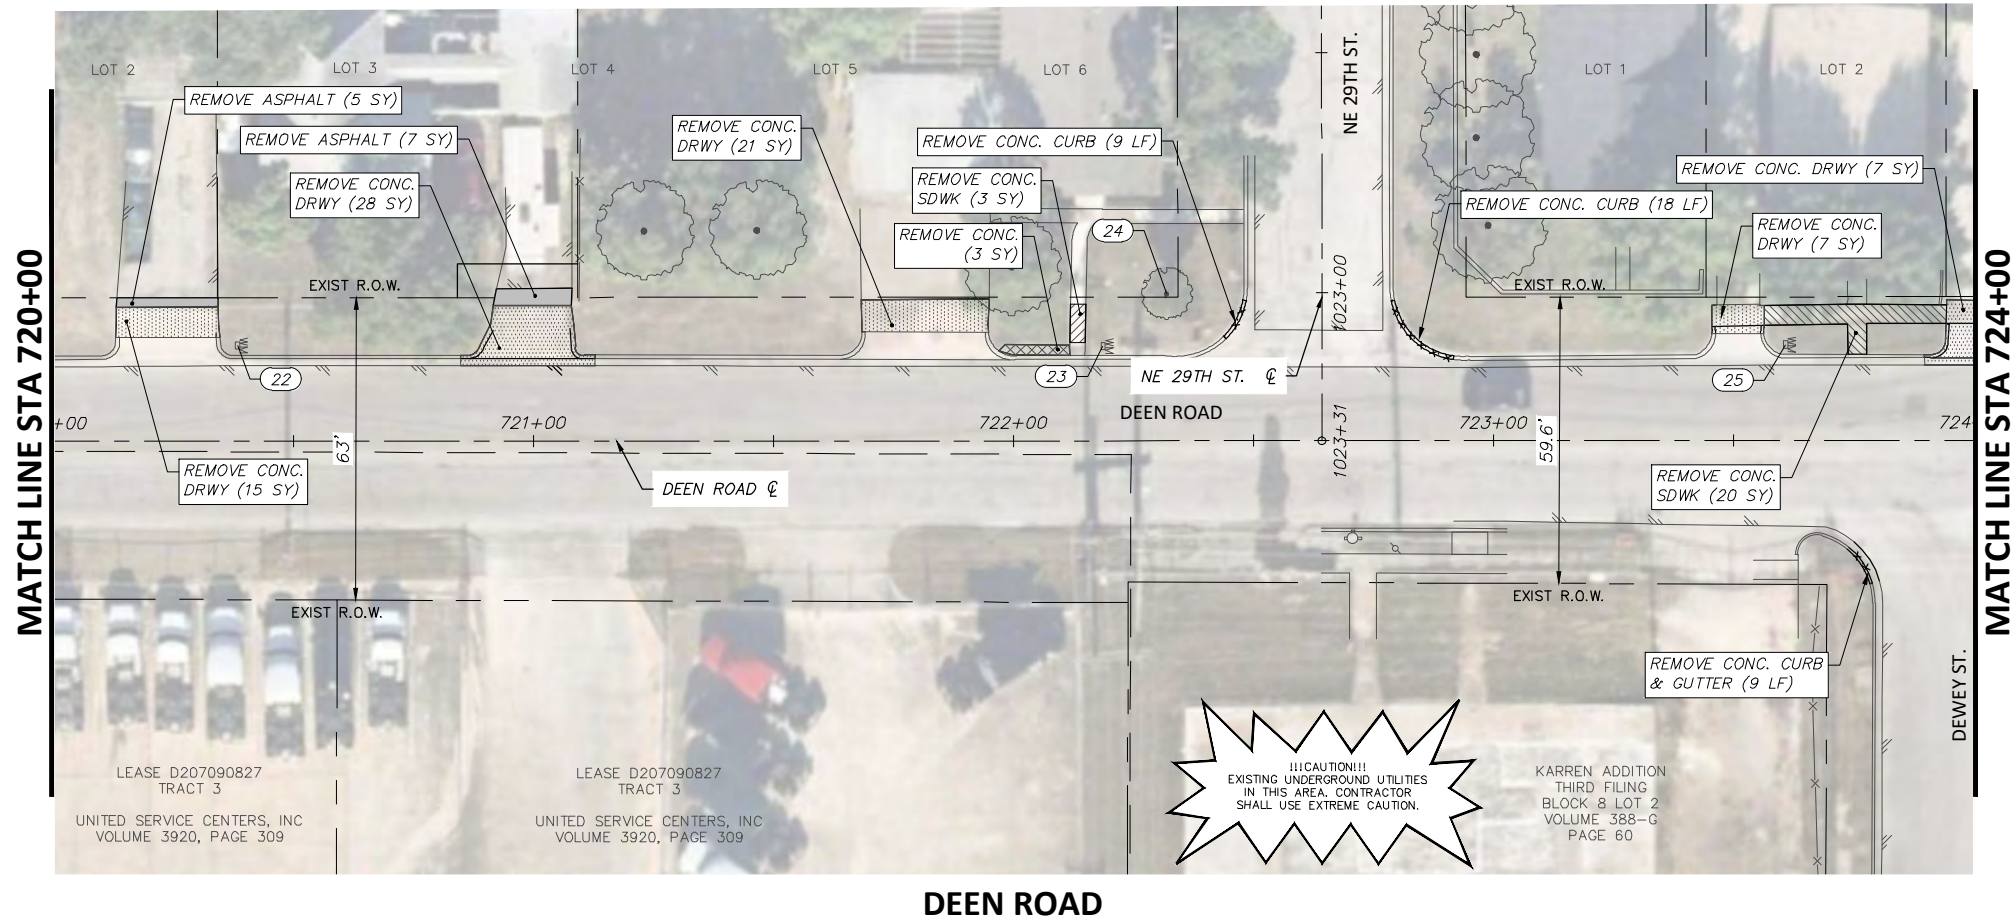 LOT 2
LOT 3
LOT 4
LOT 5
LOT 6
NE 29TH ST.
LOT 1
LOT 2
REMOVE ASPHALT (5 SY)
REMOVE ASPHALT (7 SY)
REMOVE CONC.
DRWY (28 SY)
REMOVE CONC.
DRWY (21 SY)
REMOVE CONC. CURB (9 LF)
REMOVE CONC.
SDWK (3 SY)
REMOVE CONC.
(3 SY)
24
REMOVE CONC. CURB (18 LF)
REMOVE CONC. DRWY (7 SY)
REMOVE CONC.
DRWY (7 SY)
EXIST R.O.W.
EXIST R.O.W.
1023+00
WM
22
WM
23
NE 29TH ST. ℄
WM
25
MATCH LINE STA 720+00
MATCH LINE STA 724+00
+00
721+00
722+00
DEEN ROAD
1023+31
723+00
724
63'
59.6'
REMOVE CONC.
DRWY (15 SY)
DEEN ROAD ℄
REMOVE CONC.
SDWK (20 SY)
EXIST R.O.W.
EXIST R.O.W.
REMOVE CONC. CURB
& GUTTER (9 LF)
DEWEY ST.
LEASE D207090827
TRACT 3
UNITED SERVICE CENTERS, INC
VOLUME 3920, PAGE 309
LEASE D207090827
TRACT 3
UNITED SERVICE CENTERS, INC
VOLUME 3920, PAGE 309
!!!CAUTION!!!
EXISTING UNDERGROUND UTILITIES
IN THIS AREA. CONTRACTOR
SHALL USE EXTREME CAUTION.
KARREN ADDITION
THIRD FILING
BLOCK 8 LOT 2
VOLUME 388-G
PAGE 60
DEEN ROAD